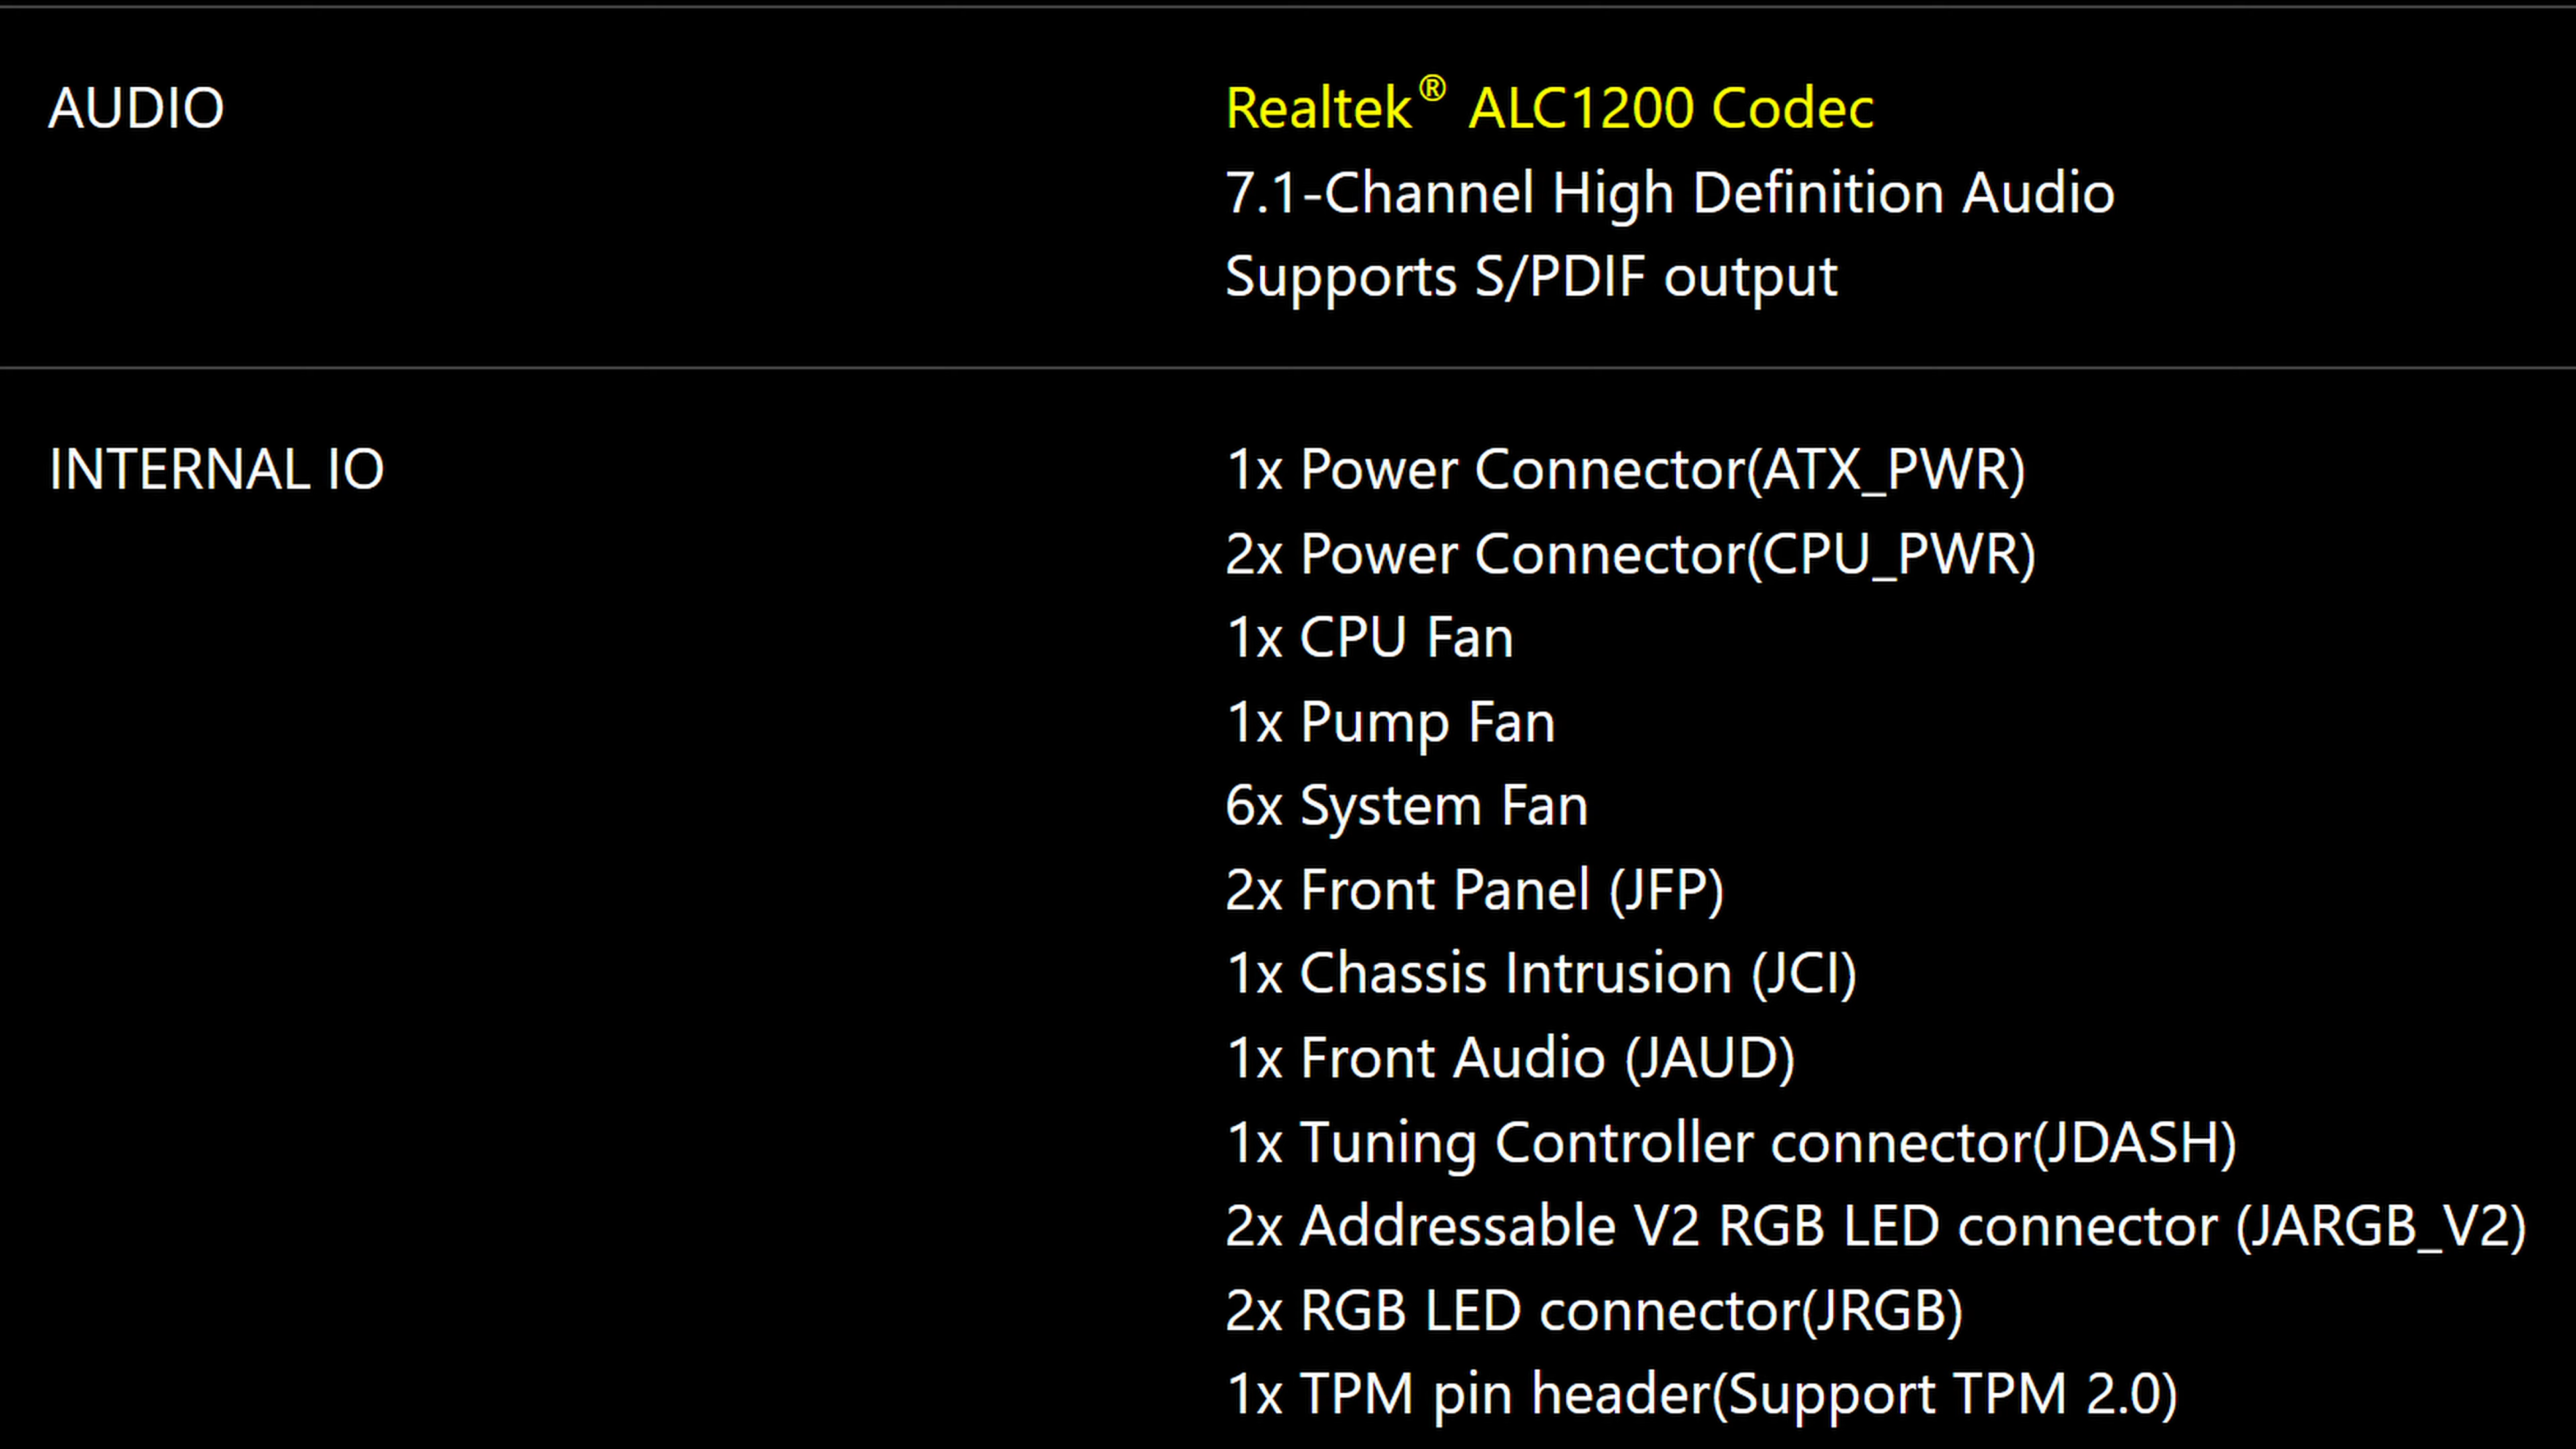 AUDIO
Realtek® ALC1200 Codec
7.1-Channel High Definition Audio
Supports S/PDIF output
INTERNAL IO
1x Power Connector(ATX_PWR)
2x Power Connector(CPU_PWR)
1x CPU Fan
1x Pump Fan
6x System Fan
2x Front Panel (JFP)
1x Chassis Intrusion (JCI)
1x Front Audio (JAUD)
1x Tuning Controller connector(JDASH)
2x Addressable V2 RGB LED connector (JARGB_V2)
2x RGB LED connector(JRGB)
1x TPM pin header(Support TPM 2.0)